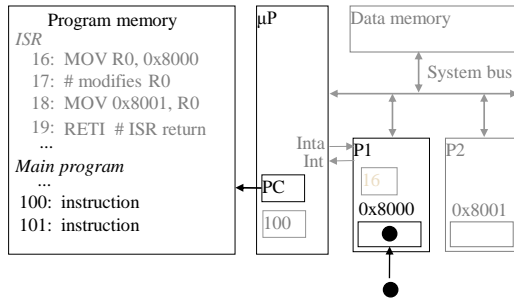 Program memory
ISR
16: MOV R0, 0x8000
17: # modifies R0
18: MOV 0x8001, R0
19: RETI # ISR return
...
Main program
...
100: instruction
101: instruction
μP
PC
100
Inta
Int
Data memory
System bus
P1
16
0x8000
P2
0x8001